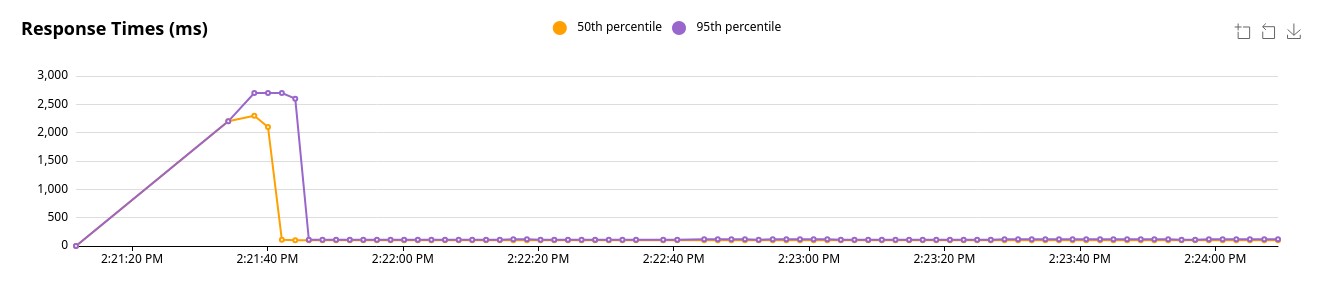 Response Times (ms)
50th percentile
95th percentile
3,000
2,500
2,000
1,500
1,000
500
0
2:21:20 PM
2:21:40 PM
2:22:00 PM
2:22:20 PM
2:22:40 PM
2:23:00 PM
2:23:20 PM
2:23:40 PM
2:24:00 PM